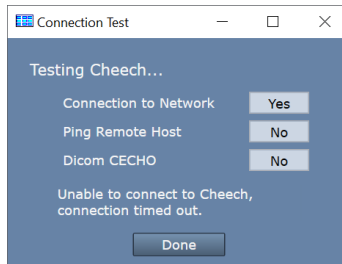 Connection Test
Testing Cheech...
Connection to Network Yes
Ping Remote Host No
Dicom CECHO No
Unable to connect to Cheech,
connection timed out.
Done